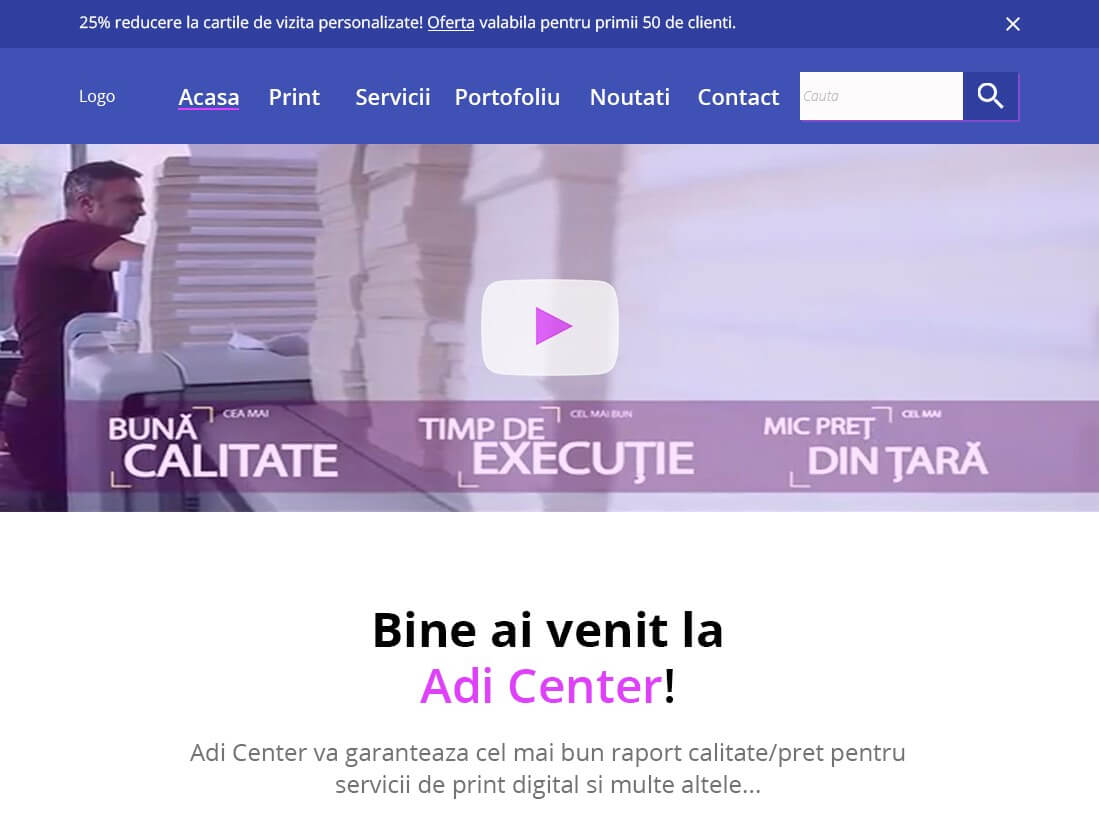 25% reducere la cartile de vizita personalizate! Oferta valabila pentru primii 50 de clienti.
Logo
Acasa
Print
Servicii
Portofoliu
Noutati
Contact
Cauta
CEA MAI
BUNĂ
CALITATE
CEL MAI BUN
TIMP DE
EXECUŢIE
CEL MAI
MIC PREŢ
DIN ŢARĂ
Bine ai venit la
Adi Center!
Adi Center va garanteaza cel mai bun raport calitate/pret pentru
servicii de print digital si multe altele...